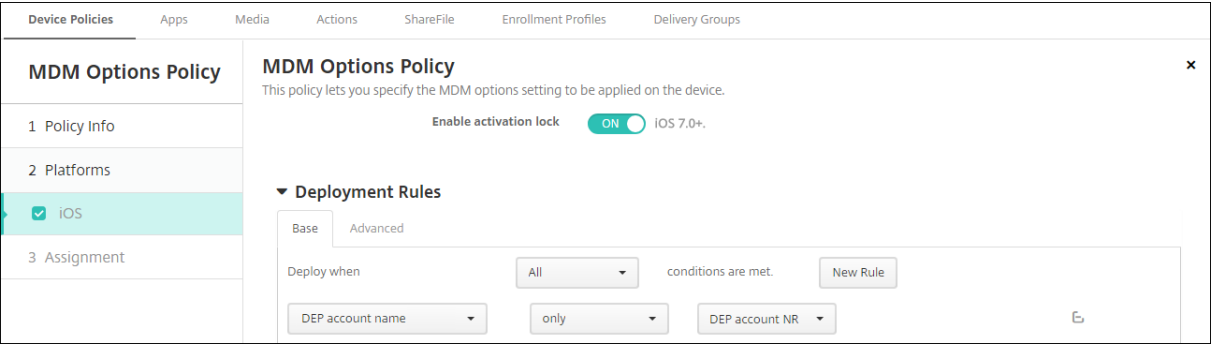 Device Policies Apps Media Actions ShareFile Enrollment Profiles Delivery Groups
MDM Options Policy
1 Policy Info
2 Platforms
iOS
3 Assignment
MDM Options Policy
This policy lets you specify the MDM options setting to be applied on the device.
Enable activation lock ON iOS 7.0+.
Deployment Rules
Base Advanced
Deploy when All conditions are met. New Rule
DEP account name only DEP account NR